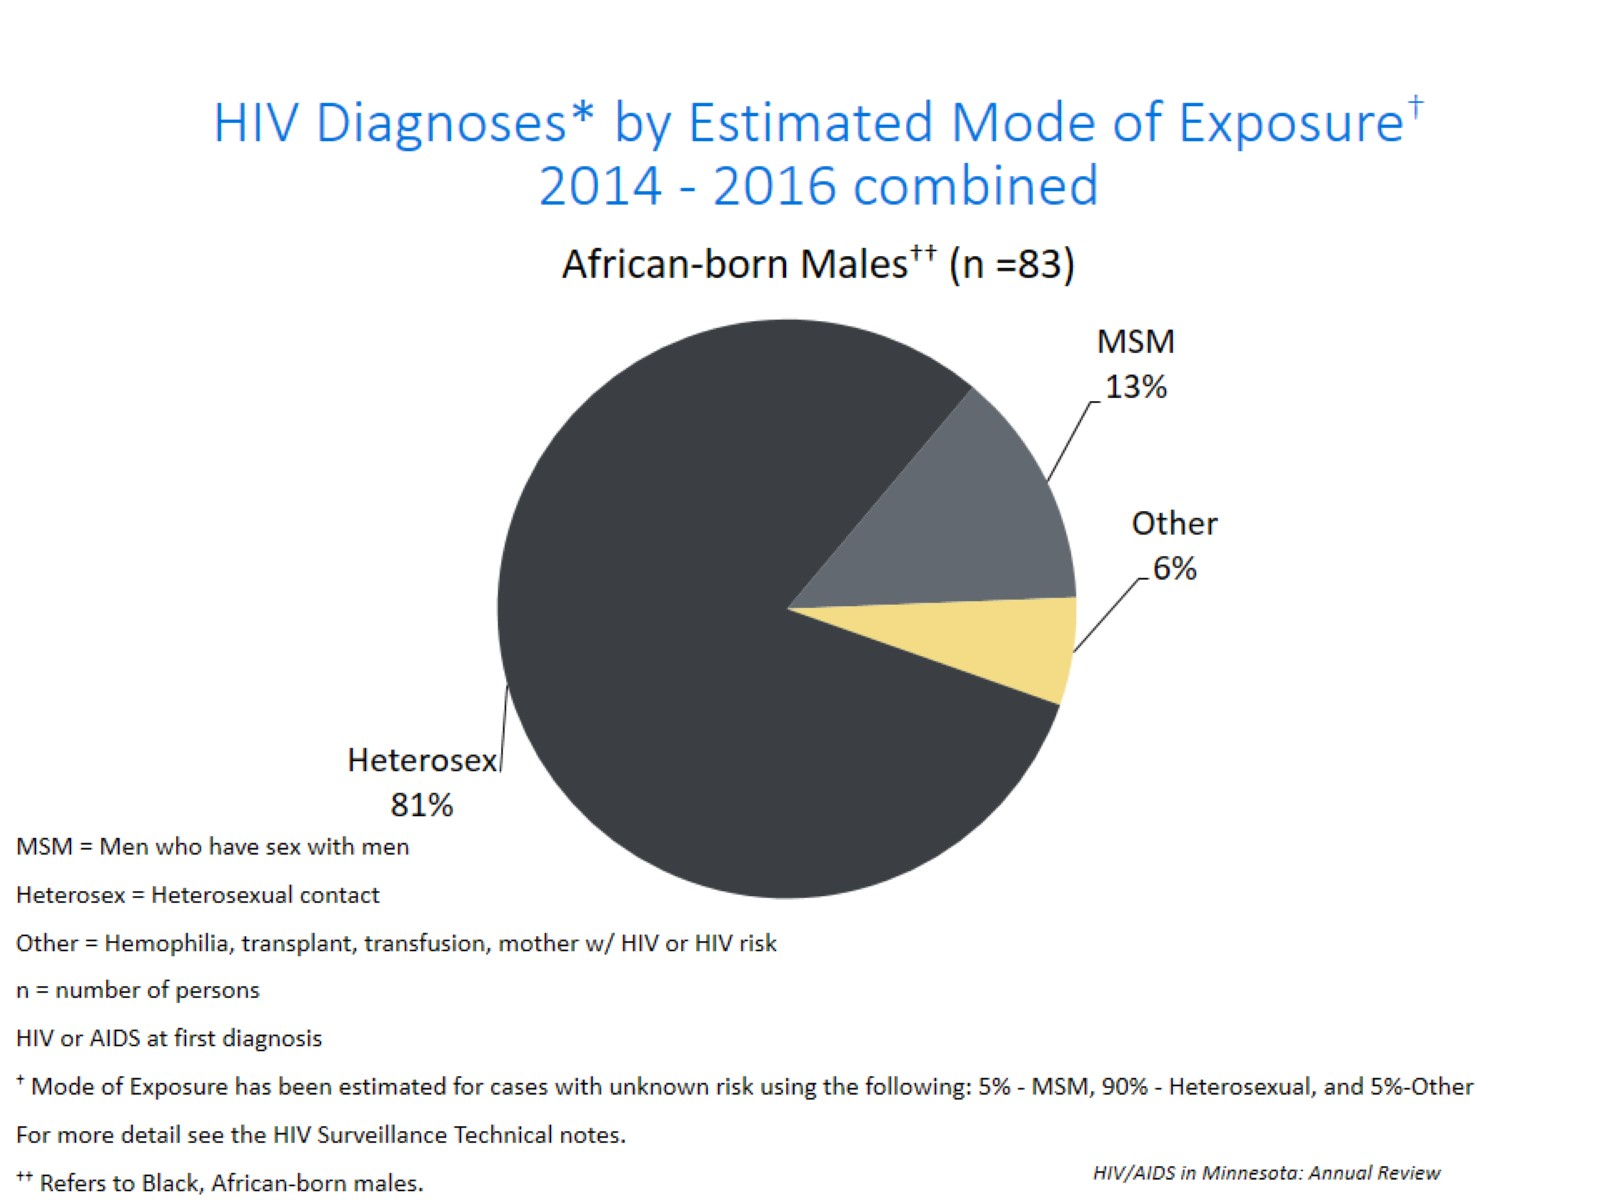 HIV Diagnoses* by Estimated Mode of Exposure†
2014 - 2016 combined
African-born Males†† (n =83)
MSM
13%
Other
6%
Heterosex
81%
MSM = Men who have sex with men
Heterosex = Heterosexual contact
Other = Hemophilia, transplant, transfusion, mother w/ HIV or HIV risk
n = number of persons
HIV or AIDS at first diagnosis
† Mode of Exposure has been estimated for cases with unknown risk using the following: 5% - MSM, 90% - Heterosexual, and 5%-Other
For more detail see the HIV Surveillance Technical notes.
†† Refers to Black, African-born males.
HIV/AIDS in Minnesota: Annual Review